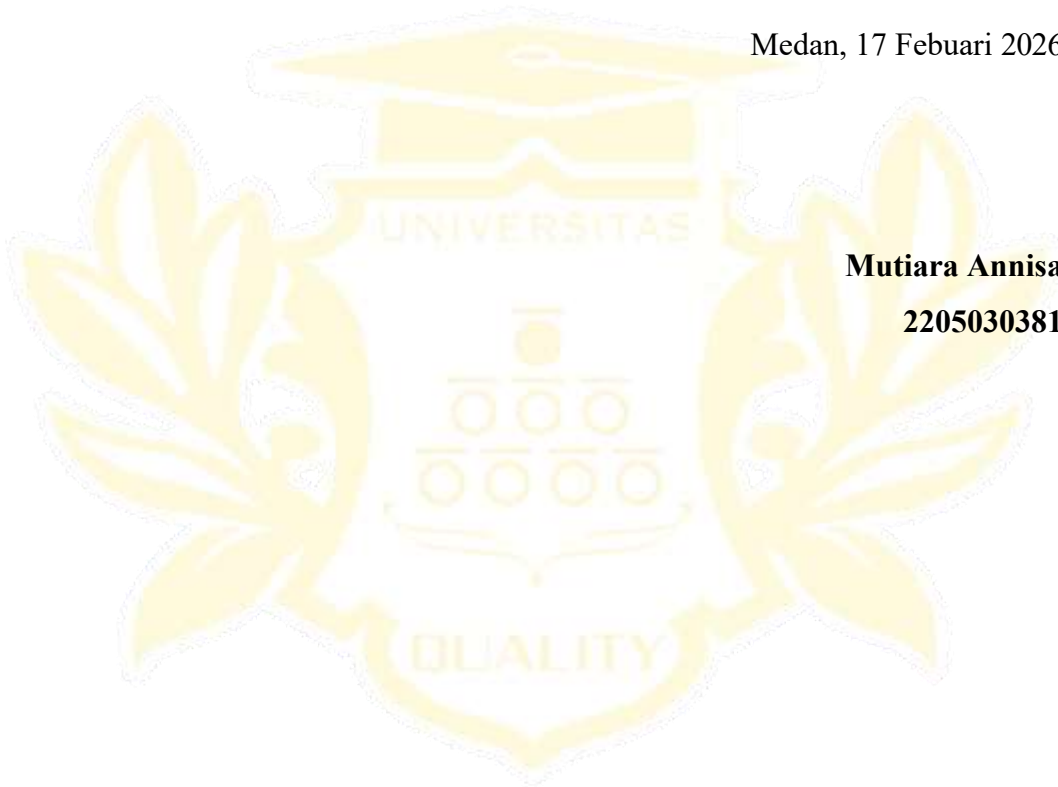 Medan, 17 Febuari 2026
UNIVERSITAS
Mutiara Annisa
2205030381
QUALITY